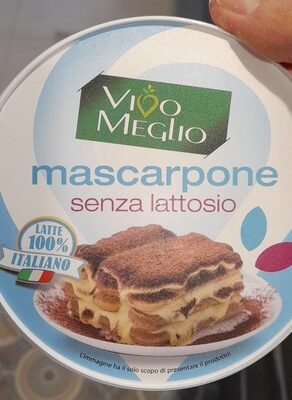 VIVO
MEGLIO
mascarpone
senza lattosio
LATTE
100%
ITALIANO
L'immagine ha il solo scopo di presentare il prodotto.